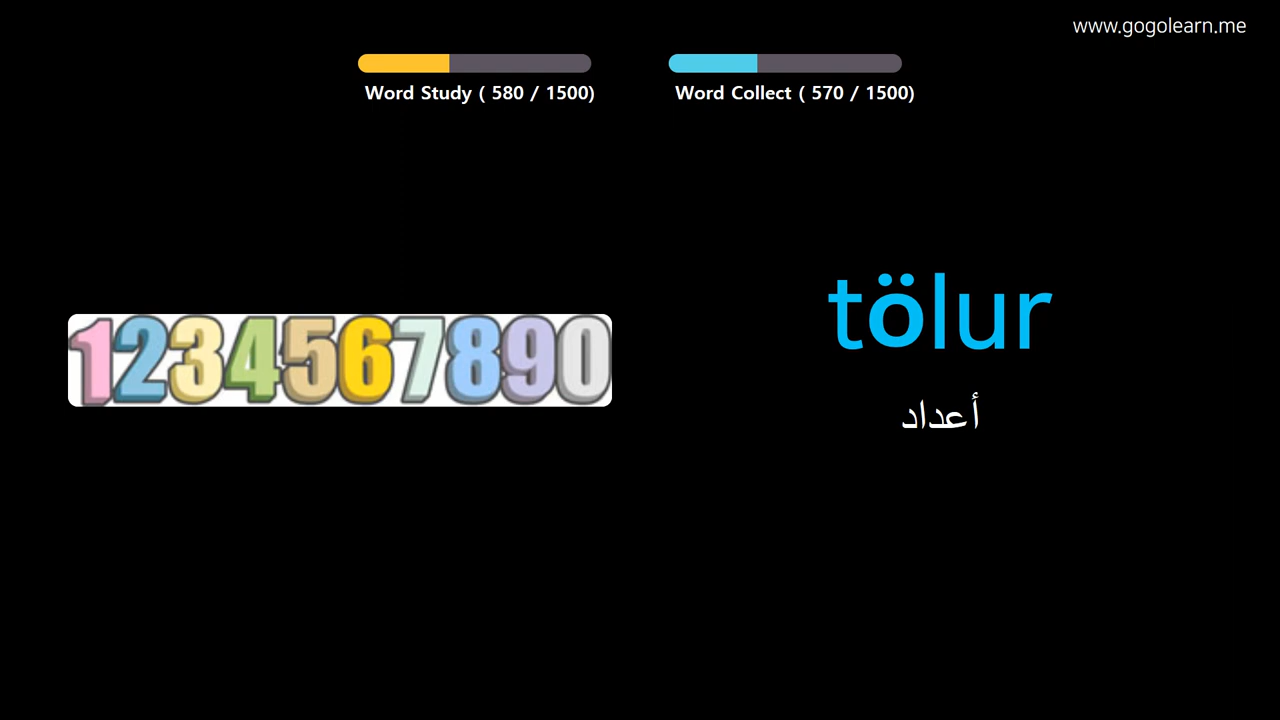 www.gogolearn.me
Word Study ( 580 / 1500)
Word Collect ( 570 / 1500)
1234567890
tölur
أعداد